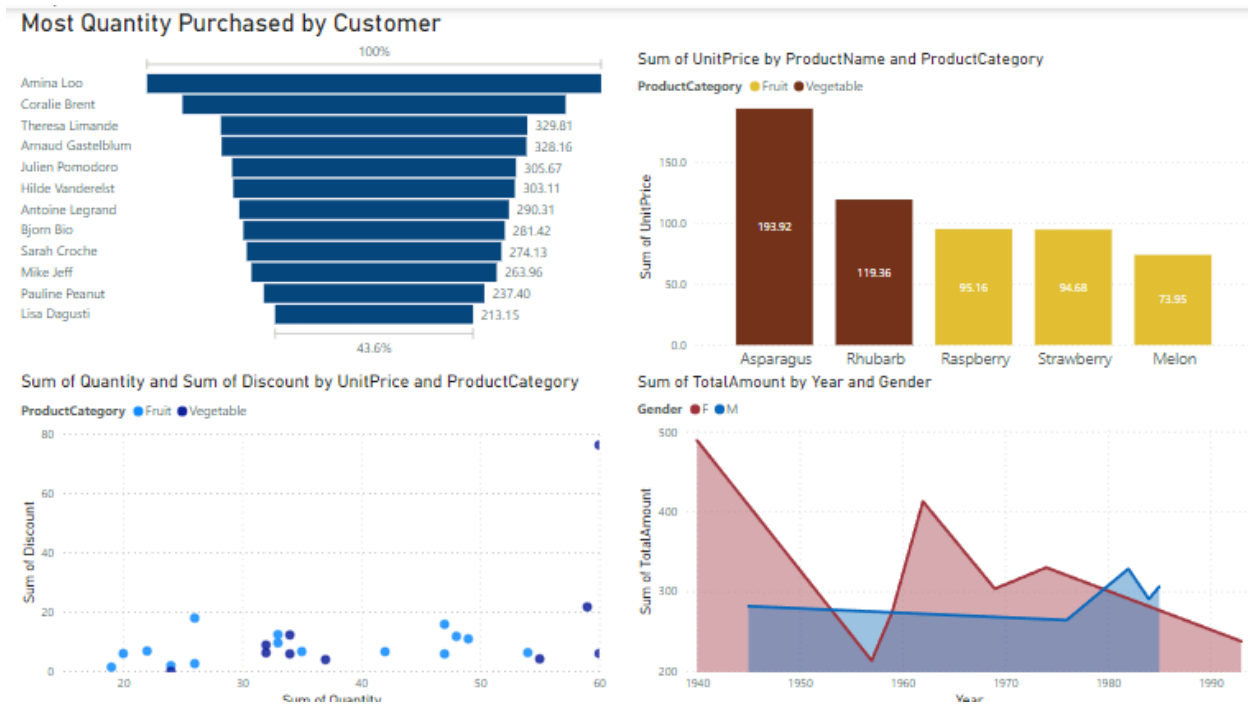 Most Quantity Purchased by Customer
100%
Amina Loo
Coralie Brent
Theresa Limande 329.81
Arnaud Gastelblum 328.16
Julien Pomodoro 305.67
Hilde Vanderelst 303.11
Antoine Legrand 290.31
Bjorn Bio 281.42
Sarah Croche 274.13
Mike Jeff 263.96
Pauline Peanut 237.40
Lisa Dagusti 213.15
43.6%
Sum of UnitPrice by ProductName and ProductCategory
ProductCategory Fruit Vegetable
Sum of UnitPrice
150.0
100.0
50.0
0.0
193.92
119.36
95.16
94.68
73.95
Asparagus Rhubarb Raspberry Strawberry Melon
Sum of Quantity and Sum of Discount by UnitPrice and ProductCategory
ProductCategory Fruit Vegetable
Sum of Discount
80
60
40
20
0
20 30 40 50 60
Sum of Quantity
Sum of TotalAmount by Year and Gender
Gender F M
Sum of TotalAmount
500
400
300
200
1940 1950 1960 1970 1980 1990
Year